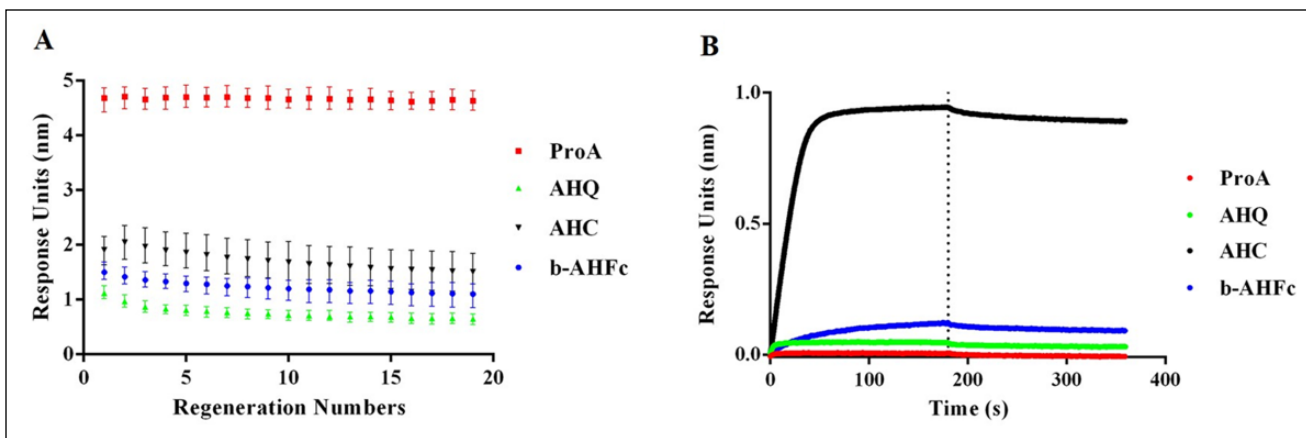 A
Response Units (nm)
5
4
3
2
1
0
0
5
10
15
20
Regeneration Numbers
ProA
AHQ
AHC
b-AHFc
B
Response Units (nm)
1.0
0.5
0.0
0
100
200
300
400
Time (s)
ProA
AHQ
AHC
b-AHFc